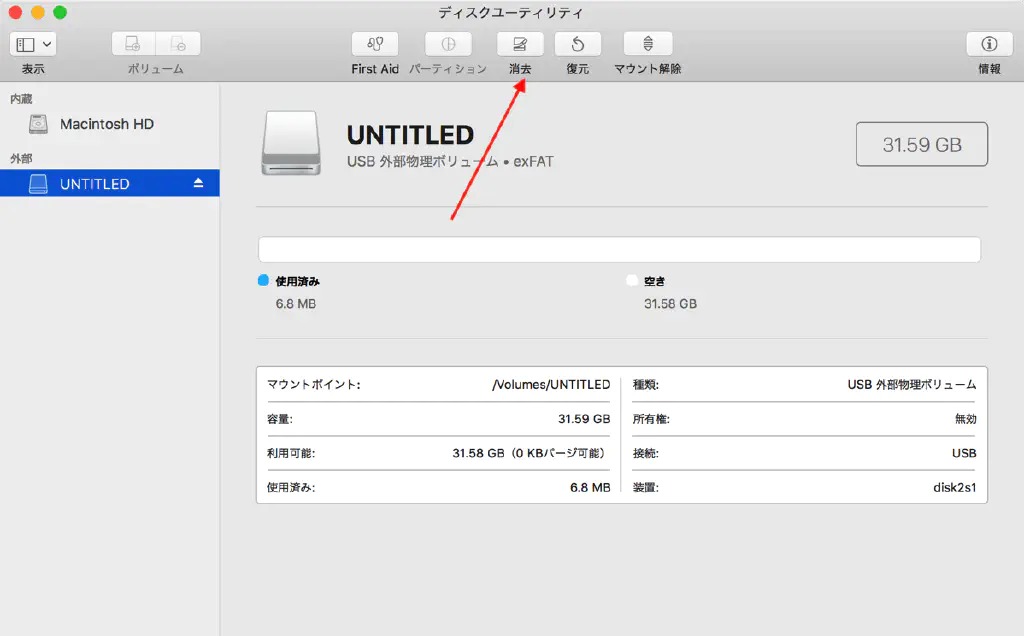 ディスクユーティリティ
表示
ボリューム
First Aid
パーティション
消去
復元
マウント解除
情報
内蔵
Macintosh HD
外部
UNTITLED
UNTITLED
USB 外部物理ボリューム • exFAT
31.59 GB
使用済み
6.8 MB
空き
31.58 GB
マウントポイント: /Volumes/UNTITLED
容量: 31.59 GB
利用可能: 31.58 GB（0 KBパージ可能）
使用済み: 6.8 MB
種類: USB 外部物理ボリューム
所有権: 無効
接続: USB
装置: disk2s1